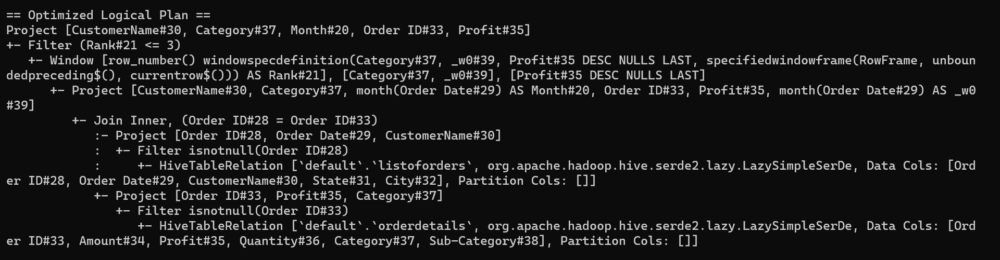 == Optimized Logical Plan ==
Project [CustomerName#30, Category#37, Month#20, Order ID#33, Profit#35]
+- Filter (Rank#21 <= 3)
   +- Window [row_number() windowspecdefinition(Category#37, _w0#39, Profit#35 DESC NULLS LAST, specifiedwindowframe(RowFrame, unboun
dedpreceding$(), currentrow$())) AS Rank#21], [Category#37, _w0#39], [Profit#35 DESC NULLS LAST]
      +- Project [CustomerName#30, Category#37, month(Order Date#29) AS Month#20, Order ID#33, Profit#35, month(Order Date#29) AS _w0
#39]
         +- Join Inner, (Order ID#28 = Order ID#33)
            :- Project [Order ID#28, Order Date#29, CustomerName#30]
            :  +- Filter isnotnull(Order ID#28)
            :     +- HiveTableRelation [`default`.`listoforders`, org.apache.hadoop.hive.serde2.lazy.LazySimpleSerDe, Data Cols: [Ord
er ID#28, Order Date#29, CustomerName#30, State#31, City#32], Partition Cols: []]
            +- Project [Order ID#33, Profit#35, Category#37]
               +- Filter isnotnull(Order ID#33)
                  +- HiveTableRelation [`default`.`orderdetails`, org.apache.hadoop.hive.serde2.lazy.LazySimpleSerDe, Data Cols: [Ord
er ID#33, Amount#34, Profit#35, Quantity#36, Category#37, Sub-Category#38], Partition Cols: []]